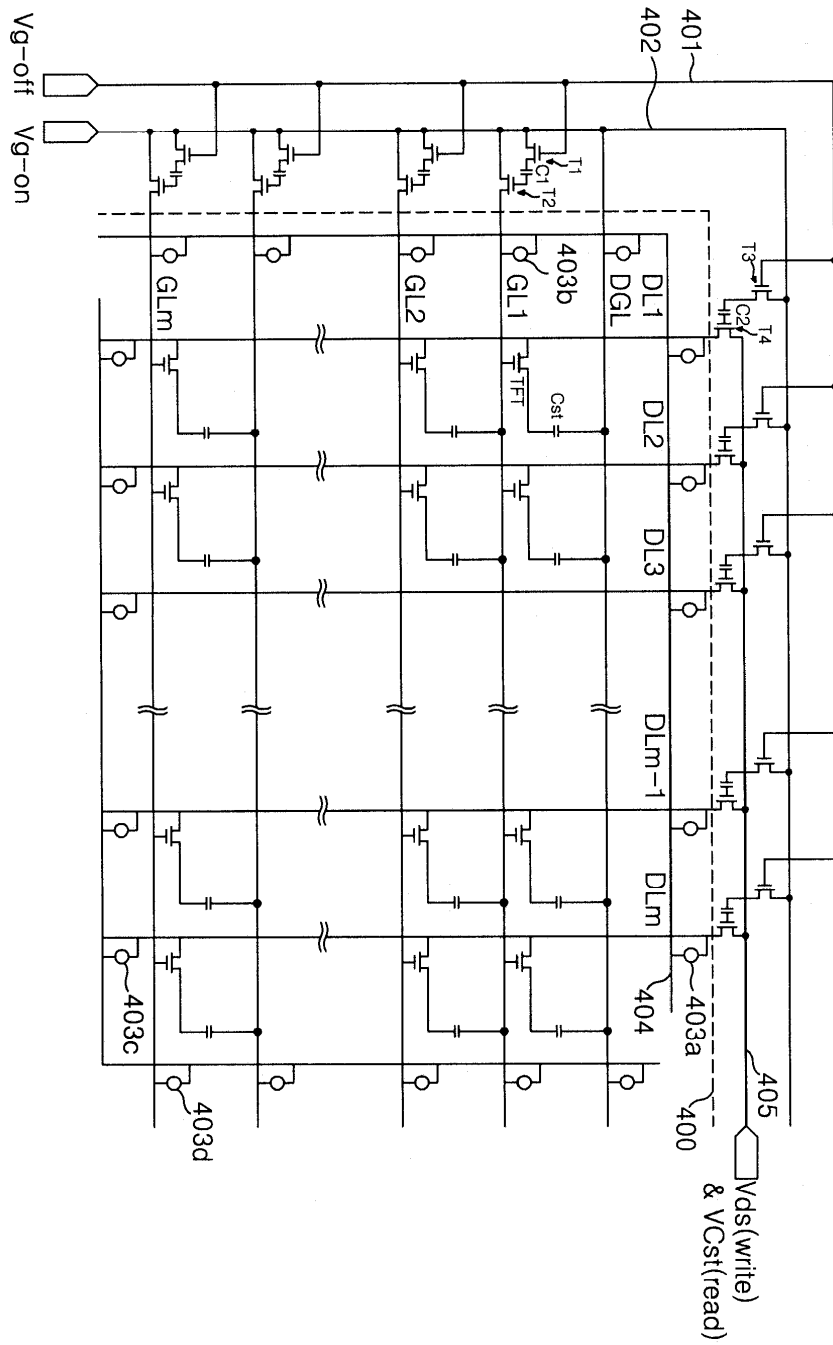 Vg-off
Vg-on
401
402
T1
C1
T2
T3
C2
T4
403b
DL1
DGL
GL1
GL2
GLm
TFT
Cst
DL2
DL3
DLm-1
DLm
403a
404
403c
403d
400
405
Vds(write)
& VCst(read)